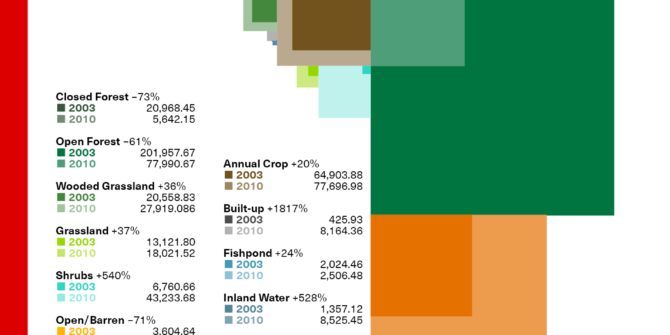 Closed Forest –73%
2003 20,968.45
2010 5,642.15
Open Forest –61%
2003 201,957.67
2010 77,990.67
Wooded Grassland +36%
2003 20,558.83
2010 27,919.086
Grassland +37%
2003 13,121.80
2010 18,021.52
Shrubs +540%
2003 6,760.66
2010 43,233.68
Open/Barren –71%
2003 3,604.64
Annual Crop +20%
2003 64,903.88
2010 77,696.98
Built-up +1817%
2003 425.93
2010 8,164.36
Fishpond +24%
2003 2,024.46
2010 2,506.48
Inland Water +528%
2003 1,357.12
2010 8,525.45